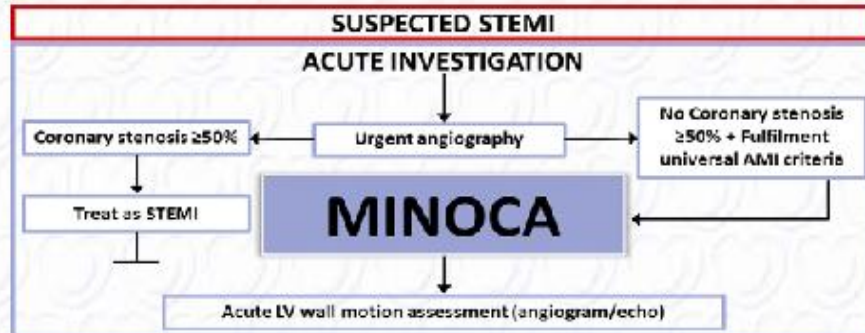 SUSPECTED STEMI
ACUTE INVESTIGATION
Coronary stenosis ≥50%
Urgent angiography
No Coronary stenosis
≥50% + Fulfilment
universal AMI criteria
Treat as STEMI
MINOCA
Acute LV wall motion assessment (angiogram/echo)